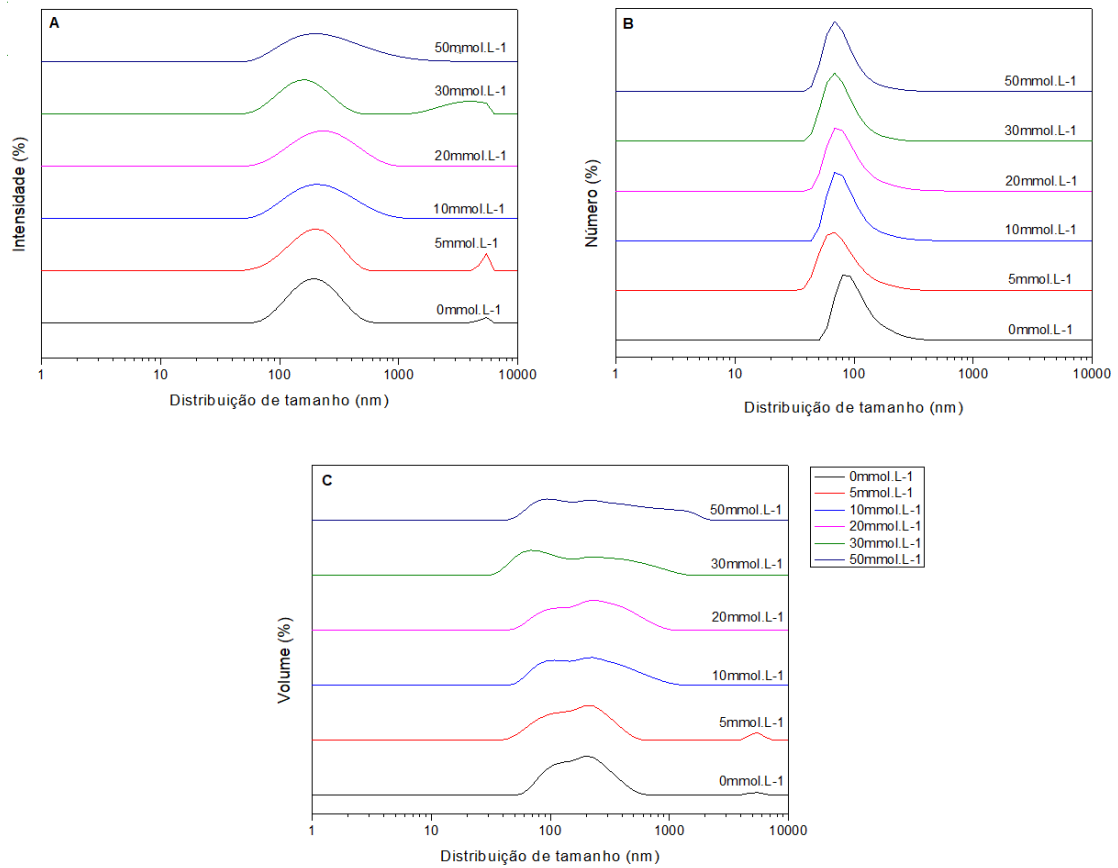 A
50mmol.L-1
30mmol.L-1
20mmol.L-1
10mmol.L-1
5mmol.L-1
0mmol.L-1
Intensidade (%)
1 10 100 1000 10000
Distribuição de tamanho (nm)
B
50mmol.L-1
30mmol.L-1
20mmol.L-1
10mmol.L-1
5mmol.L-1
0mmol.L-1
Número (%)
1 10 100 1000 10000
Distribuição de tamanho (nm)
C
50mmol.L-1
30mmol.L-1
20mmol.L-1
10mmol.L-1
5mmol.L-1
0mmol.L-1
Volume (%)
1 10 100 1000 10000
Distribuição de tamanho (nm)
0mmol.L-1
5mmol.L-1
10mmol.L-1
20mmol.L-1
30mmol.L-1
50mmol.L-1